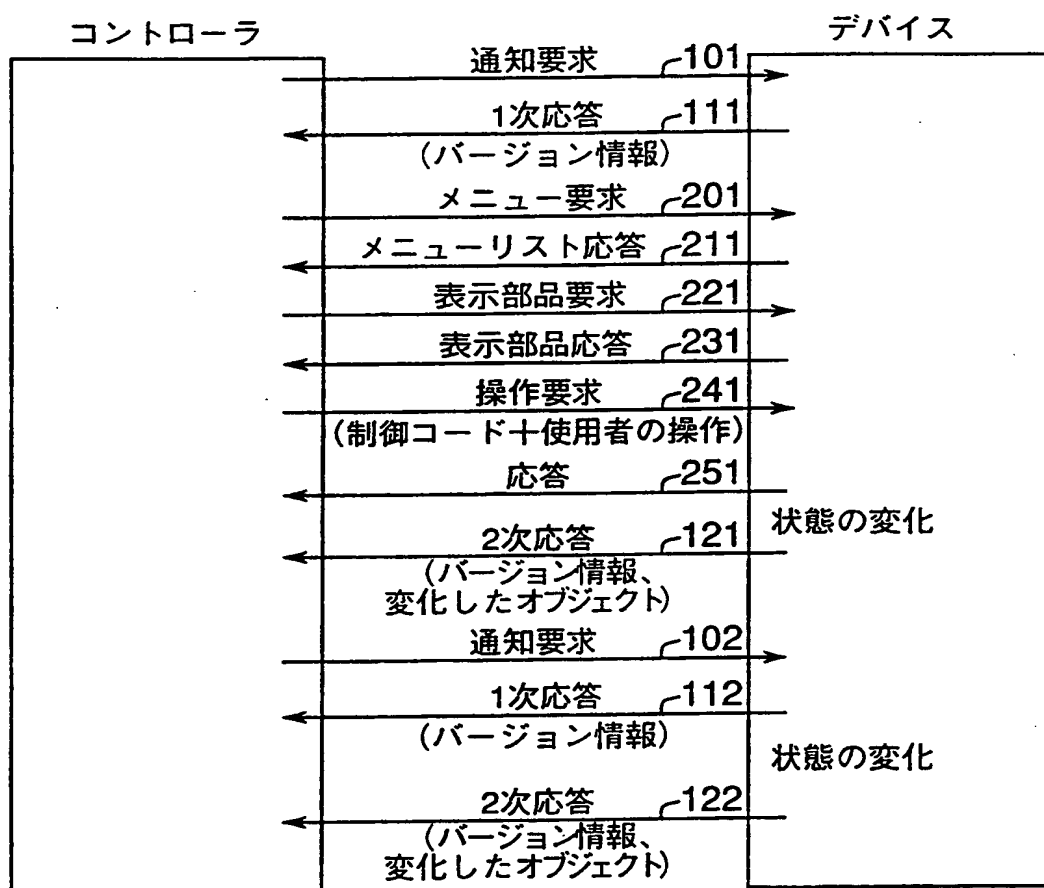 コントローラ
デバイス
通知要求 101
1次応答 111
(バージョン情報)
メニュー要求 201
メニューリスト応答 211
表示部品要求 221
表示部品応答 231
操作要求 241
(制御コード+使用者の操作)
応答 251
状態の変化
2次応答 121
(バージョン情報、
変化したオブジェクト)
通知要求 102
1次応答 112
(バージョン情報)
状態の変化
2次応答 122
(バージョン情報、
変化したオブジェクト)